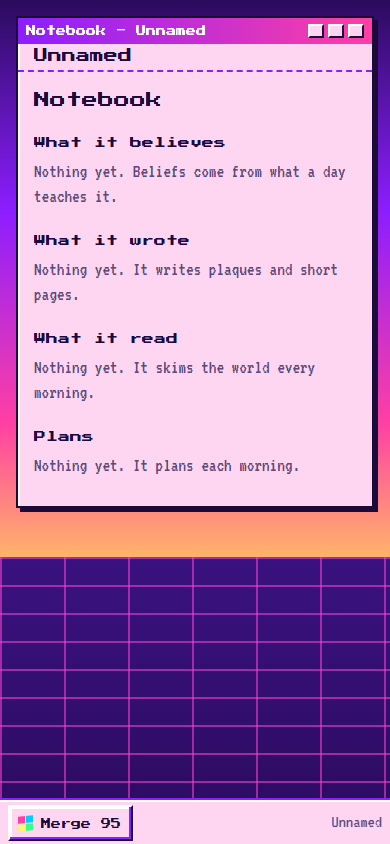 Notebook - Unnamed
Unnamed
Notebook
What it believes
Nothing yet. Beliefs come from what a day
teaches it.
What it wrote
Nothing yet. It writes plaques and short
pages.
What it read
Nothing yet. It skims the world every
morning.
Plans
Nothing yet. It plans each morning.
Merge 95
Unnamed